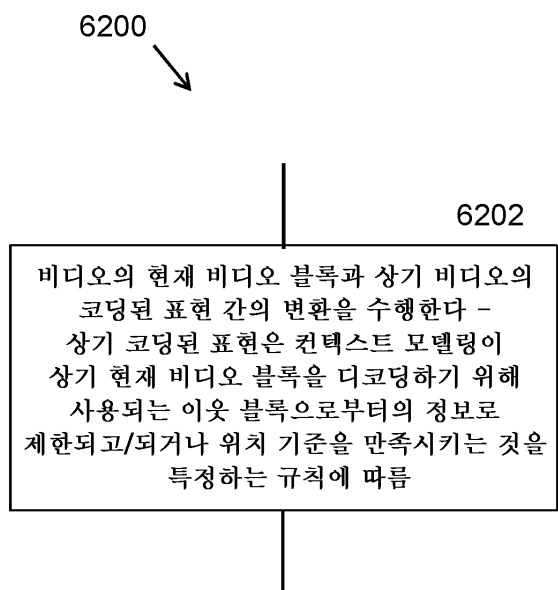 6200
6202
비디오의 현재 비디오 블록과 상기 비디오의
코딩된 표현 간의 변환을 수행한다 –
상기 코딩된 표현은 컨텍스트 모델링이
상기 현재 비디오 블록을 디코딩하기 위해
사용되는 이웃 블록으로부터의 정보로
제한되고/되거나 위치 기준을 만족시키는 것을
특정하는 규칙에 따름